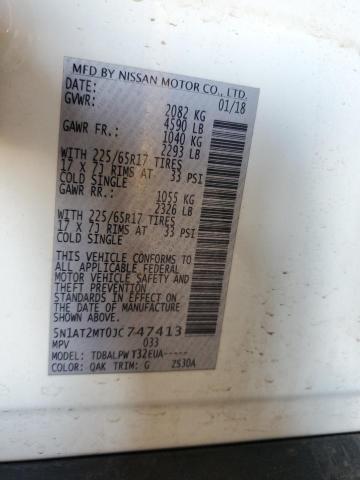 MFD BY NISSAN MOTOR CO., LTD.
DATE: 01/18
GVWR: 2082 KG
4590 LB
GAWR FR.: 1040 KG
2293 LB
WITH 225/65R17 TIRES
17 X 7J RIMS AT 33 PSI
COLD SINGLE
GAWR RR.: 1055 KG
2326 LB
WITH 225/65R17 TIRES
17 X 7J RIMS AT 33 PSI
COLD SINGLE
THIS VEHICLE CONFORMS
TO ALL APPLICABLE FEDERAL
MOTOR VEHICLE SAFETY AND
THEFT PREVENTION
STANDARDS IN EFFECT ON
THE DATE OF MANUFACTURE
5N1AT2MT0JC747413
MPV 033
MODEL: TDBALPWT32EUA-----
COLOR: QAK TRIM: G 2530A